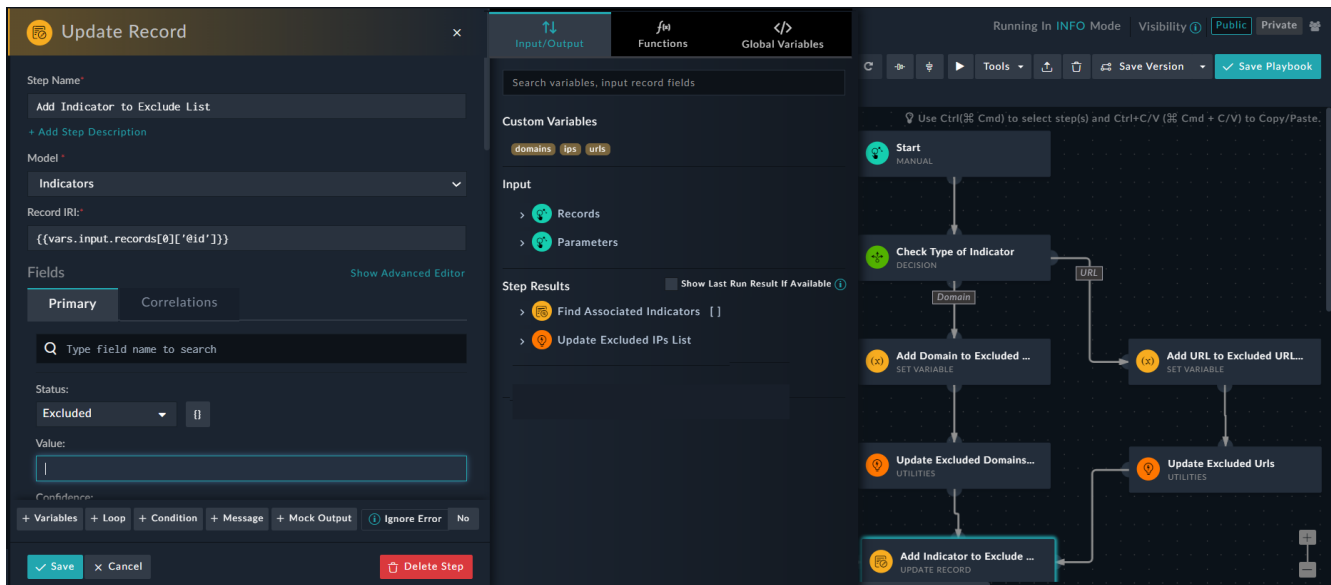 Update Record ×
Step Name*
Add Indicator to Exclude List
+ Add Step Description
Model *
Indicators
Record IRI:*
{{vars.input.records[0]['@id']}}
Fields Show Advanced Editor
Primary Correlations
Type field name to search
Status:
Excluded {}
Value:
Confidence:
+ Variables + Loop + Condition + Message + Mock Output Ignore Error No
Save × Cancel Delete Step
Input/Output
f(x) Functions
</> Global Variables
Search variables, input record fields
Custom Variables
domains ips urls
Input
Records
Parameters
Step Results Show Last Run Result If Available
Find Associated Indicators [ ]
Update Excluded IPs List
Running In INFO Mode Visibility Public Private
Tools Save Version Save Playbook
Use Ctrl(⌘ Cmd) to select step(s) and Ctrl+C/V (⌘ Cmd + C/V) to Copy/Paste.
Start
MANUAL
Check Type of Indicator
DECISION
URL
Domain
Add Domain to Excluded ...
SET VARIABLE
(x)
Add URL to Excluded URL...
SET VARIABLE
(x)
Update Excluded Domains...
UTILITIES
Update Excluded Urls
UTILITIES
Add Indicator to Exclude ...
UPDATE RECORD